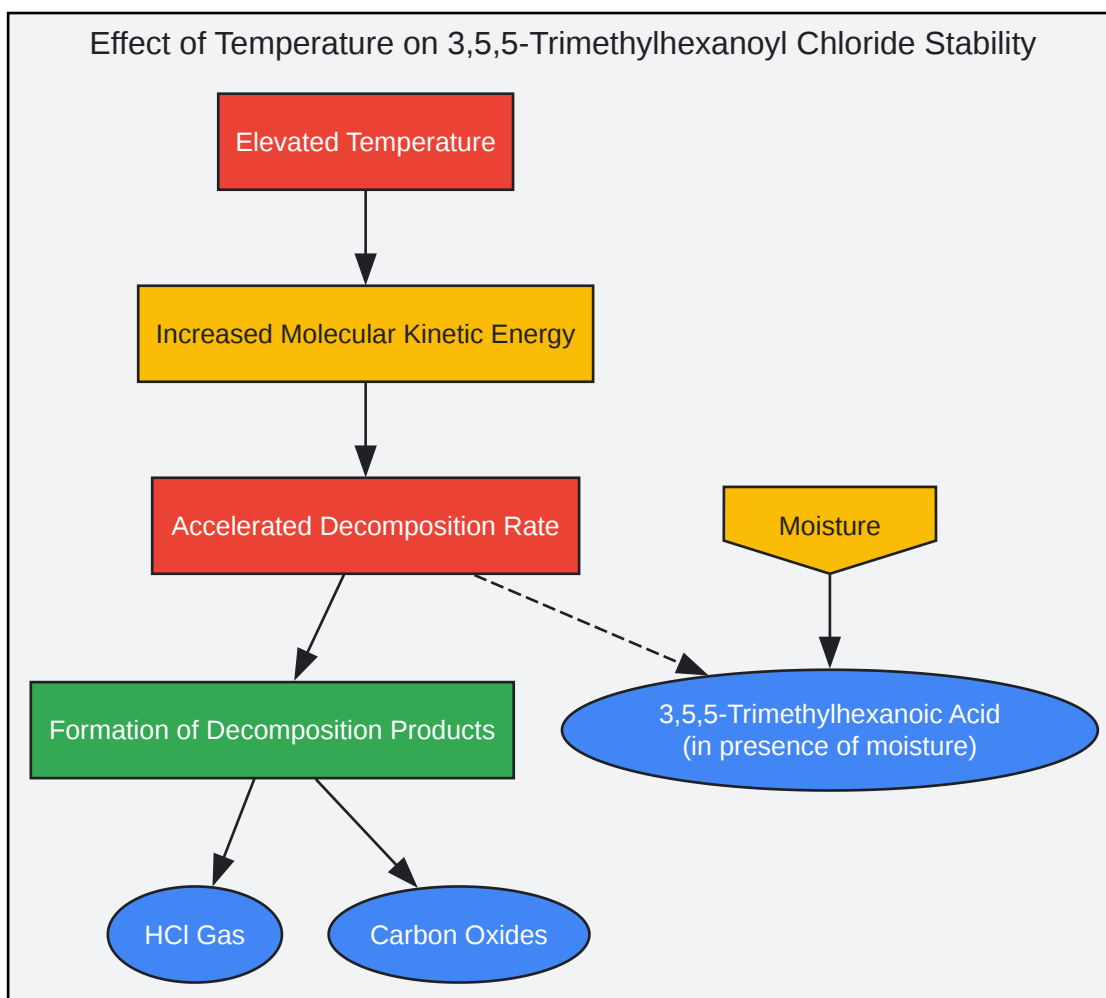 Effect of Temperature on 3,5,5-Trimethylhexanoyl Chloride Stability
Elevated Temperature
Increased Molecular Kinetic Energy
Accelerated Decomposition Rate
Moisture
Formation of Decomposition Products
3,5,5-Trimethylhexanoic Acid
(in presence of moisture)
HCl Gas
Carbon Oxides